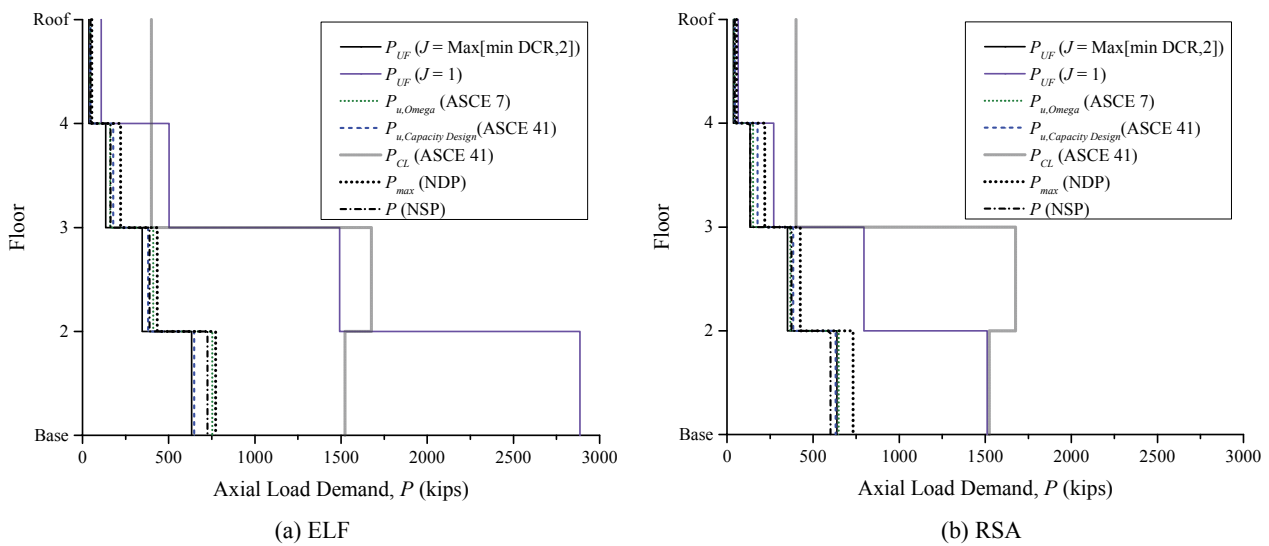 Roof
4
3
2
Base
Floor
P_UF (J = Max[min DCR,2])
P_UF (J = 1)
P_u,Omega (ASCE 7)
P_u,Capacity Design (ASCE 41)
P_CL (ASCE 41)
P_max (NDP)
P (NSP)
0 500 1000 1500 2000 2500 3000
Axial Load Demand, P (kips)
(a) ELF
Roof
4
3
2
Base
Floor
P_UF (J = Max[min DCR,2])
P_UF (J = 1)
P_u,Omega (ASCE 7)
P_u,Capacity Design (ASCE 41)
P_CL (ASCE 41)
P_max (NDP)
P (NSP)
0 500 1000 1500 2000 2500 3000
Axial Load Demand, P (kips)
(b) RSA